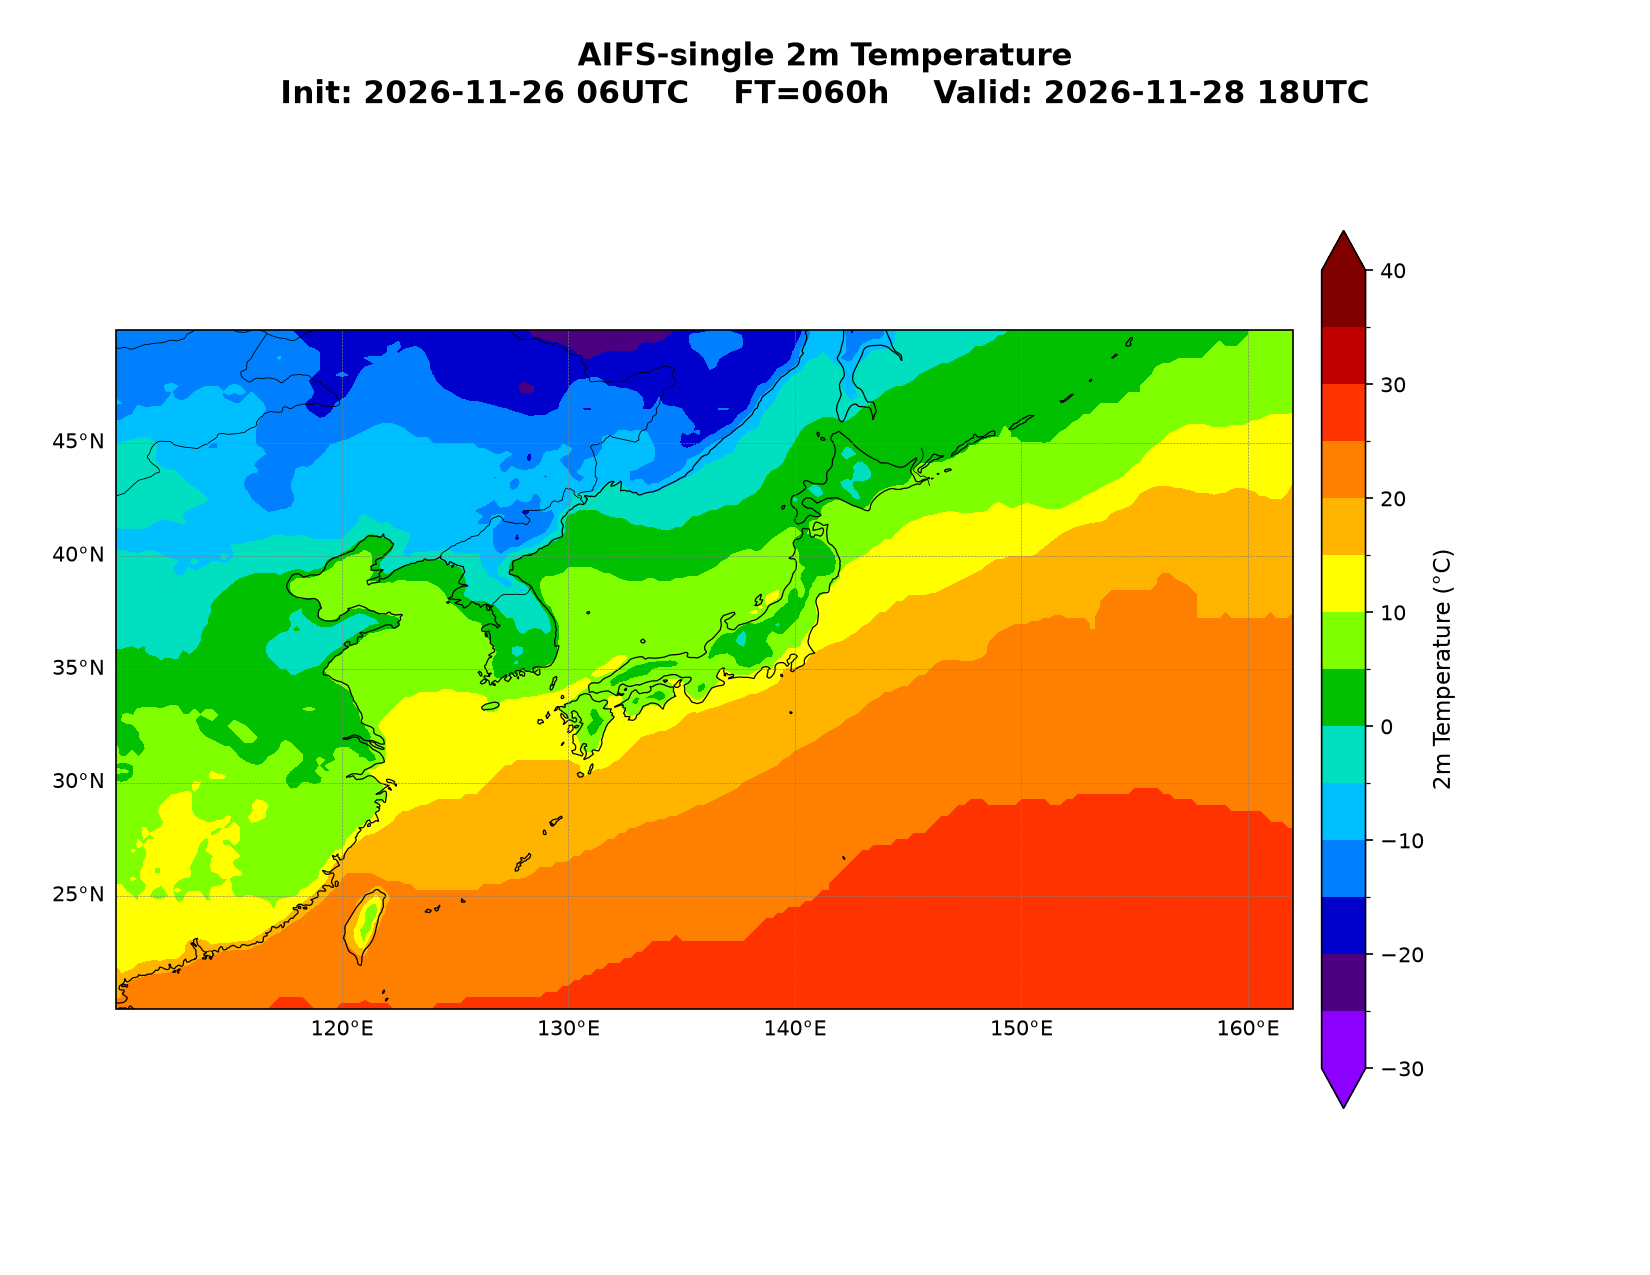 AIFS-single 2m Temperature
Init: 2026-11-26 06UTC    FT=060h    Valid: 2026-11-28 18UTC
45°N
40°N
35°N
30°N
25°N
120°E
130°E
140°E
150°E
160°E
40
30
20
10
0
−10
−20
−30
2m Temperature (°C)